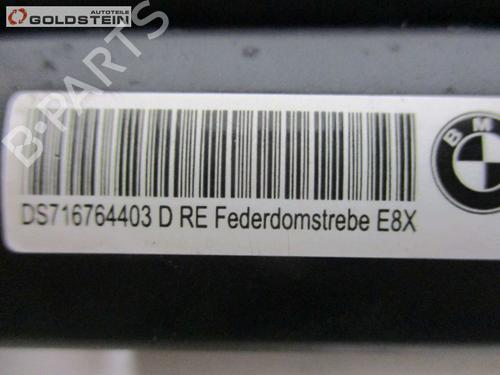 AUTOTEILE
GOLDSTEIN
B-PARTS
BMW
DS716764403 D RE Federdomstrebe E8X